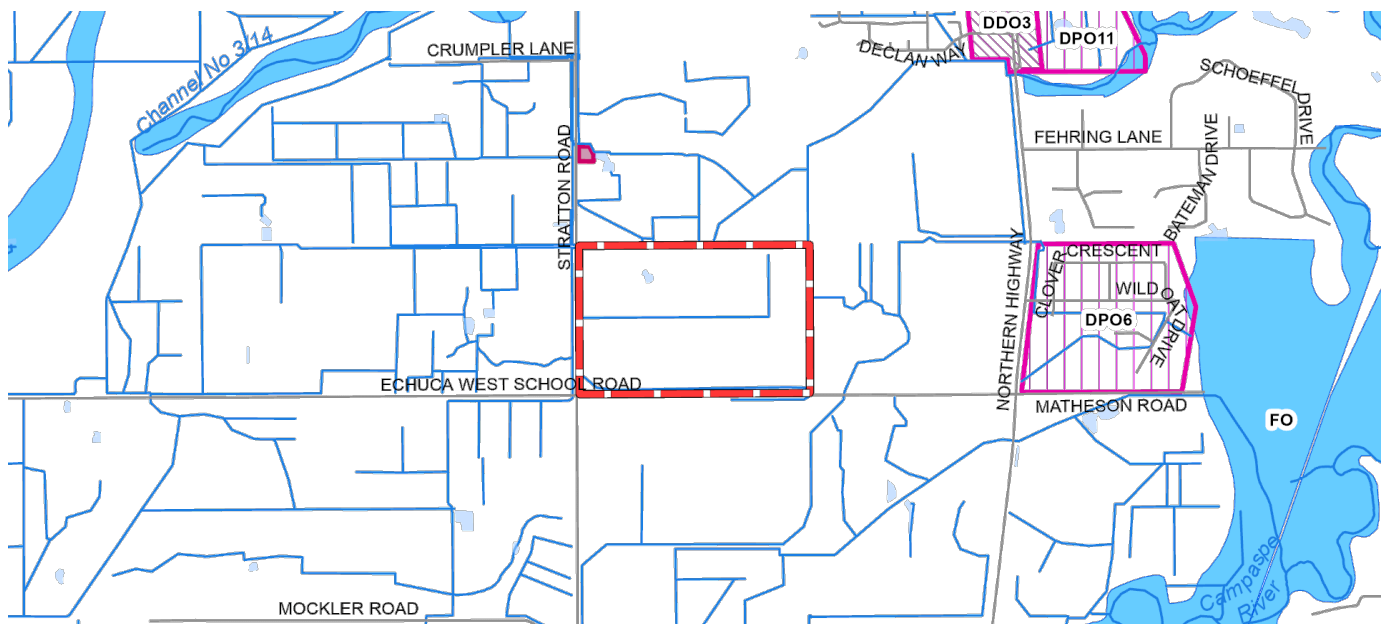 DDO3
DPO11
CRUMPLER LANE
DECLAN WAY
Channel No 3/14
SCHOEFFEL
DRIVE
FEHRING LANE
STRATTON ROAD
BATEMAN DRIVE
NORTHERN HIGHWAY
CRESCENT
CLOVER
WILD
OAT DRIVE
DPO6
ECHUCA WEST SCHOOL ROAD
MATHESON ROAD
FO
Campaspe
River
MOCKLER ROAD